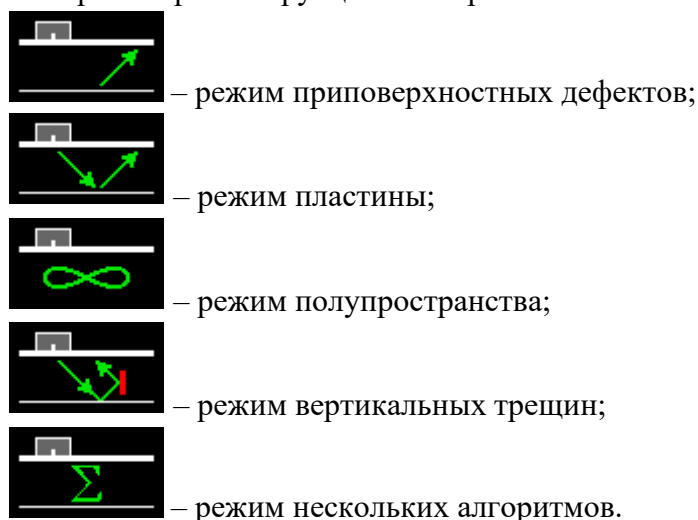 – режим приповерхностных дефектов;
– режим пластины;
– режим полупространства;
– режим вертикальных трещин;
Σ
– режим нескольких алгоритмов.